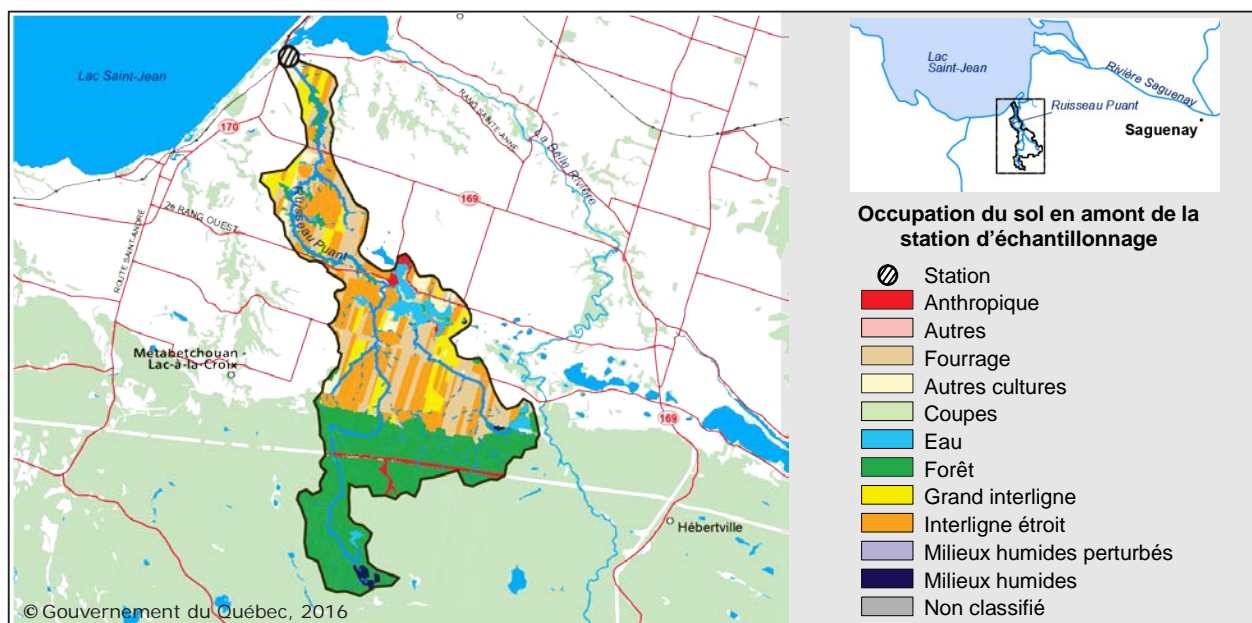 Lac Saint-Jean
170
RANG SAINTE-ANNE
La Belle Rivière
169
Ruisseau Puant
2e RANG OUEST
ROUTE SAINT-ANDRÉ
Métabetchouan -
Lac-à-la-Croix
169
Hébertville
© Gouvernement du Québec, 2016
Lac
Saint-Jean
Rivière Saguenay
Ruisseau Puant
Saguenay
Occupation du sol en amont de la
station d'échantillonnage
Station
Anthropique
Autres
Fourrage
Autres cultures
Coupes
Eau
Forêt
Grand interligne
Interligne étroit
Milieux humides perturbés
Milieux humides
Non classifié